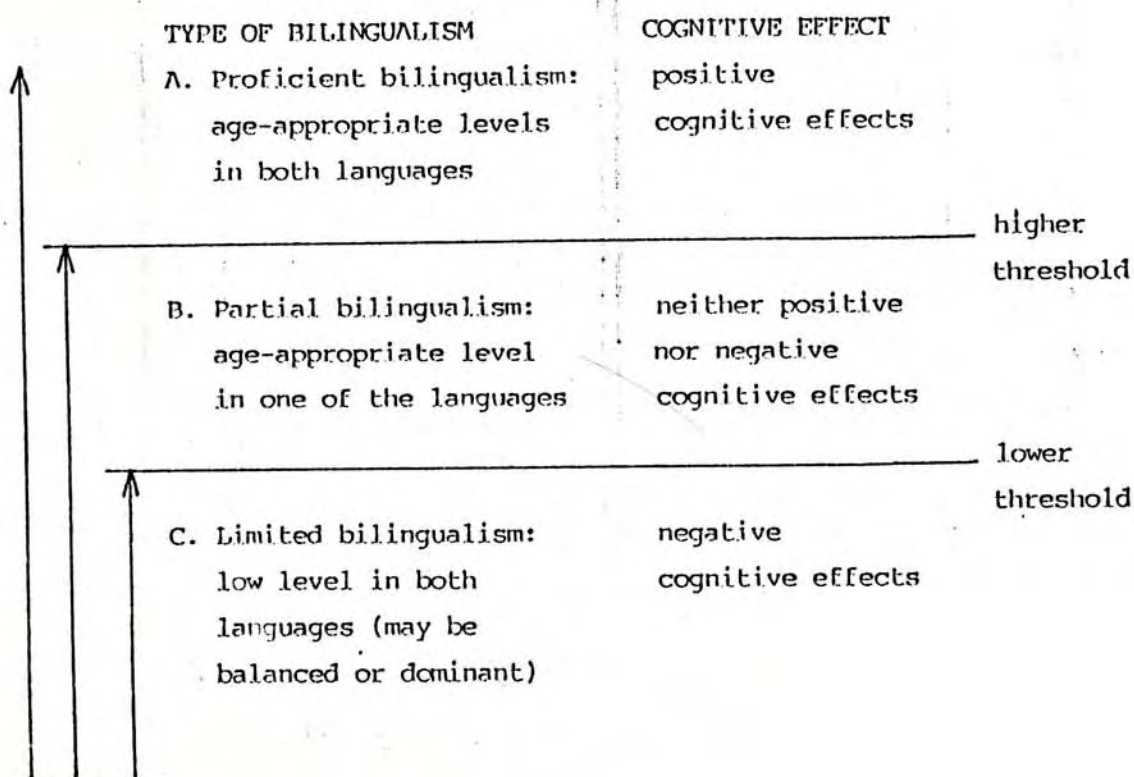 TYPE OF BILINGUALISM COGNITIVE EFFECT
A. Proficient bilingualism: positive
age-appropriate levels cognitive effects
in both languages
higher
threshold
B. Partial bilingualism: neither positive
age-appropriate level nor negative
in one of the languages cognitive effects
lower
threshold
C. Limited bilingualism: negative
low level in both cognitive effects
languages (may be
balanced or dominant)